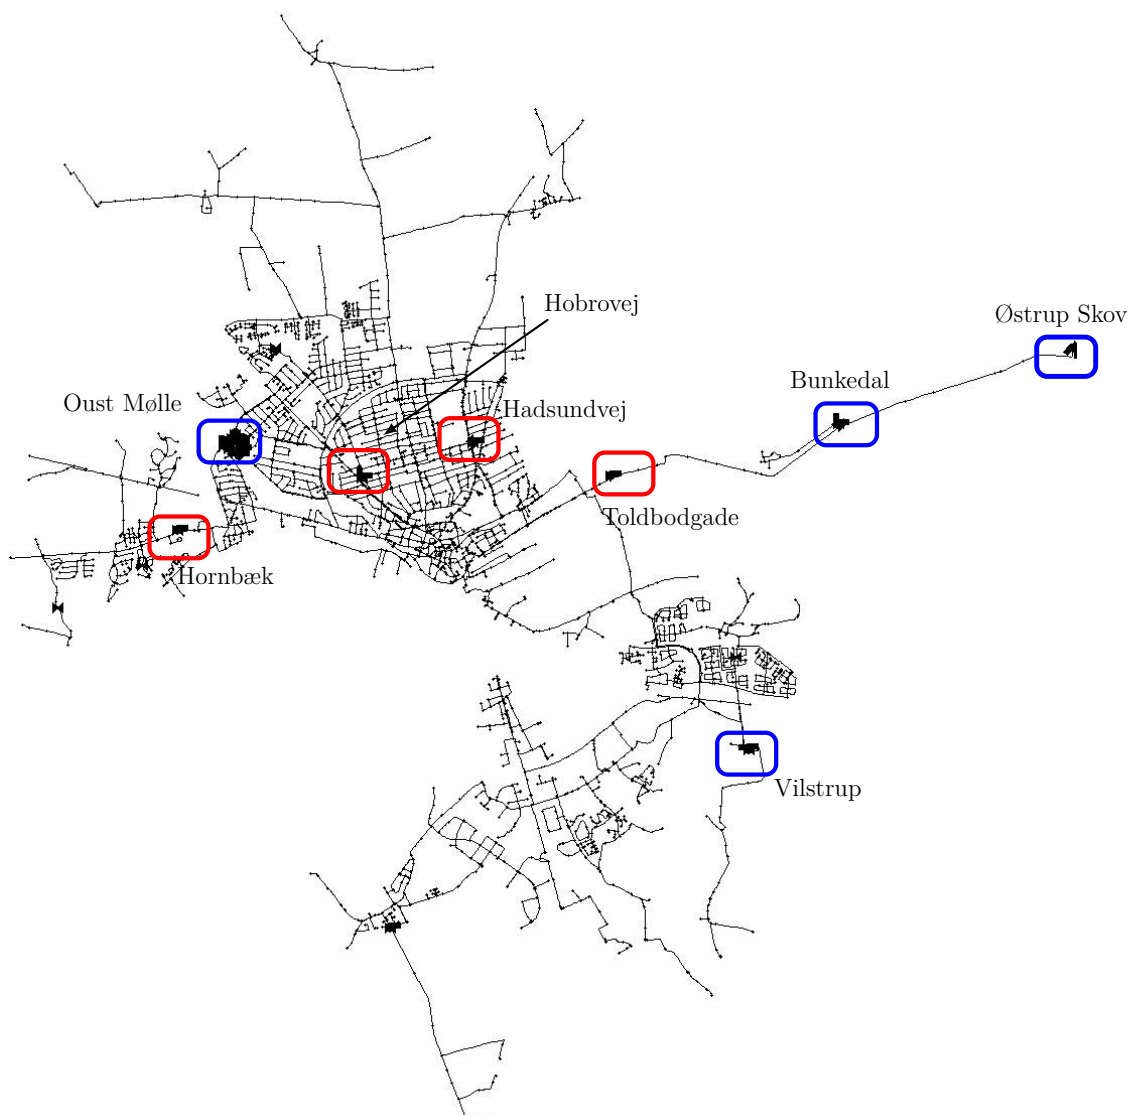 Hobrovej
Østrup Skov
Bunkedal
Oust Mølle
Hadsundvej
Toldbodgade
Hornbæk
Vilstrup